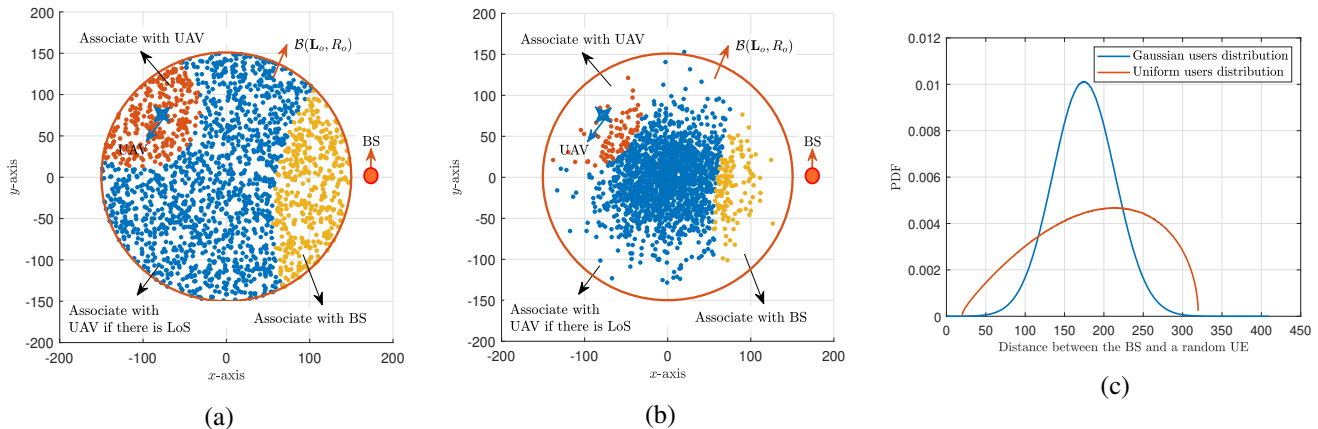 200
150
100
50
0
-50
-100
-150
-200
-200
-100
0
100
200
y-axis
x-axis
Associate with UAV
B(L_o, R_o)
UAV
BS
Associate with
UAV if there is LoS
Associate with BS
(a)
200
150
100
50
0
-50
-100
-150
-200
-200
-100
0
100
200
y-axis
x-axis
Associate with UAV
B(L_o, R_o)
UAV
BS
Associate with
UAV if there is LoS
Associate with BS
(b)
0.012
0.01
0.008
0.006
0.004
0.002
0
0
50
100
150
200
250
300
350
400
450
PDF
Distance between the BS and a random UE
Gaussian users distribution
Uniform users distribution
(c)